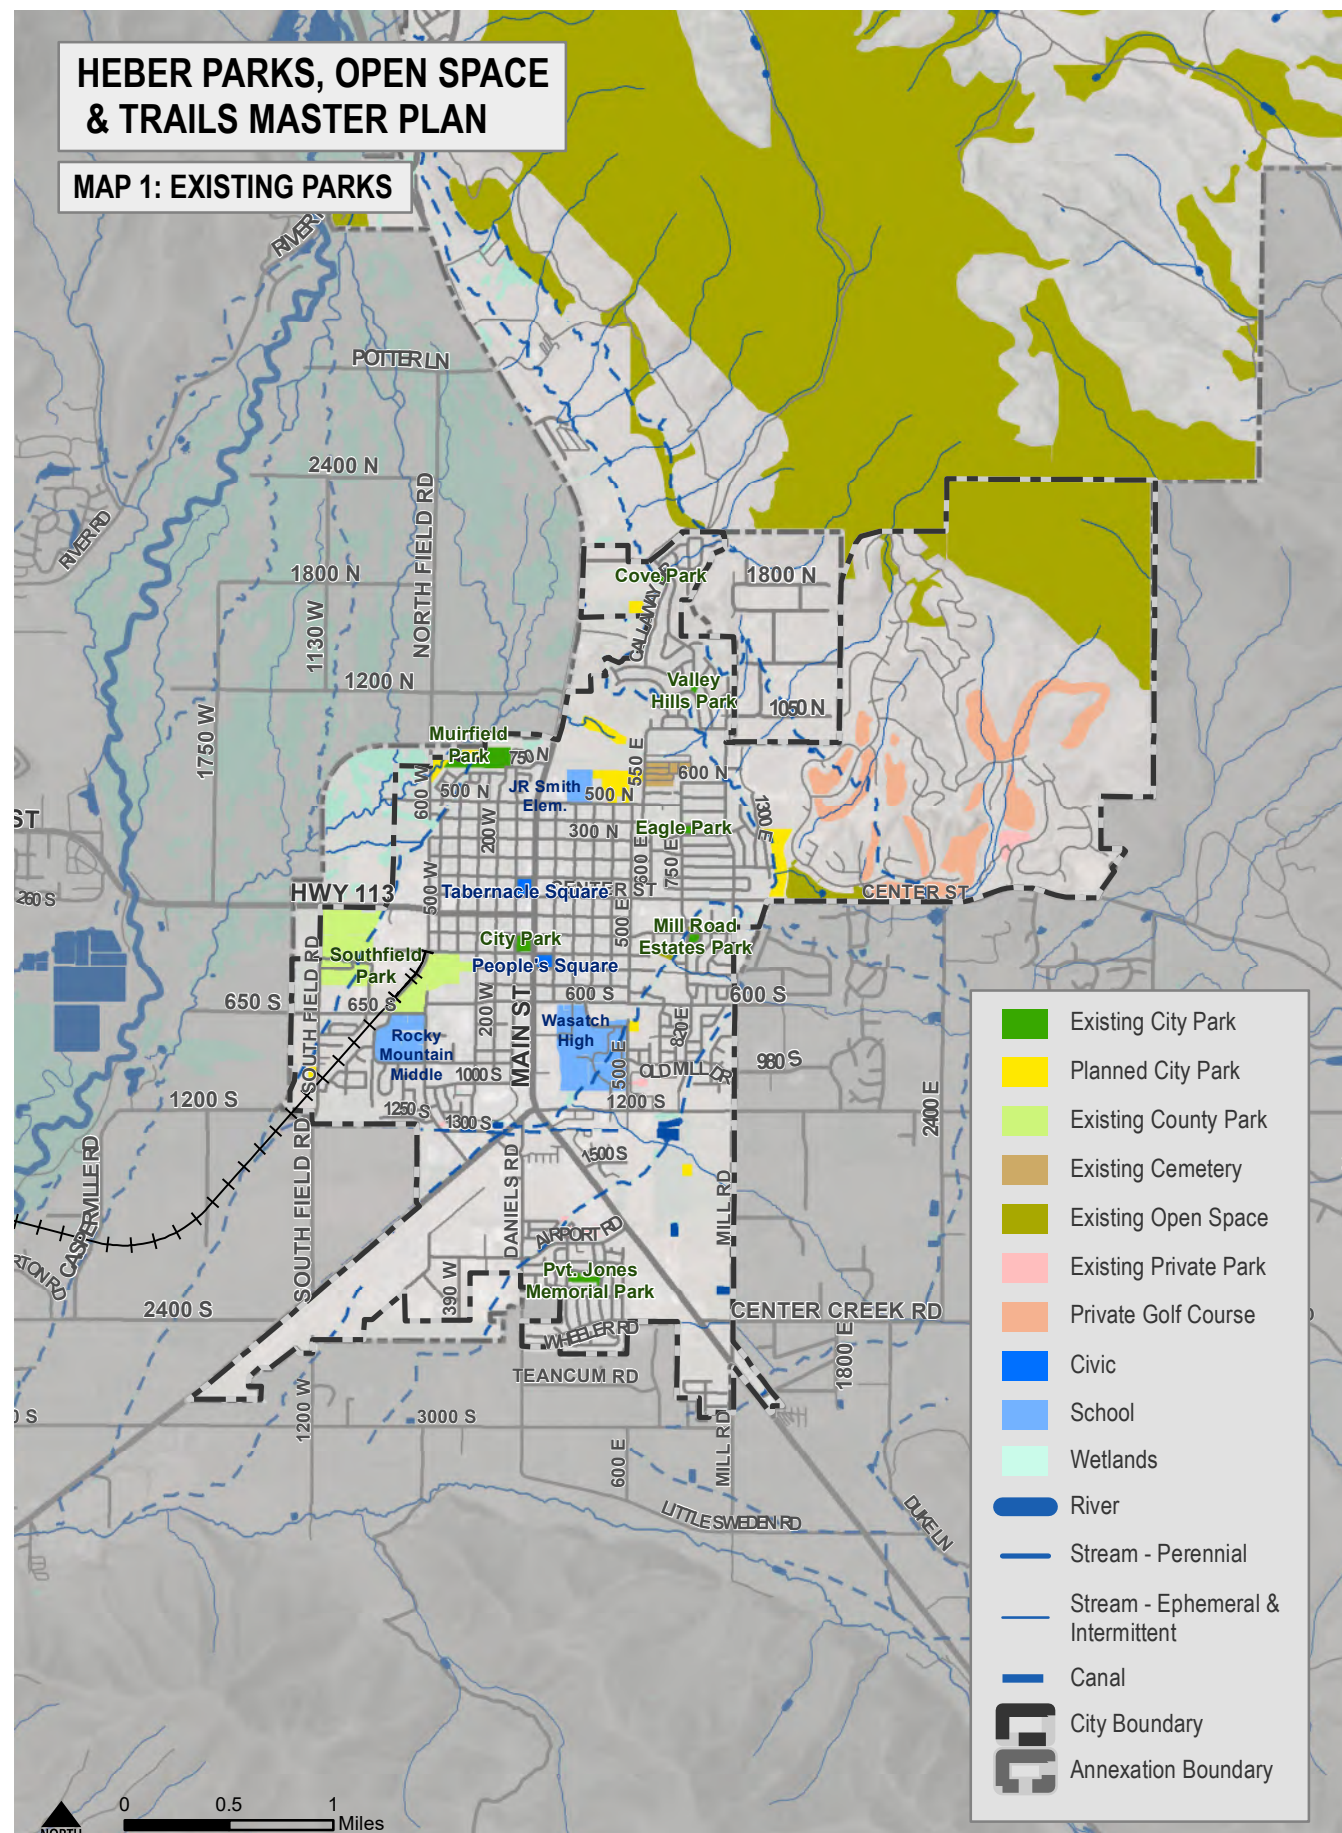 HEBER PARKS, OPEN SPACE
& TRAILS MASTER PLAN
MAP 1: EXISTING PARKS
POTTER LN
2400 N
NORTH FIELD RD
RIVER RD
1800 N
1130 W
1200 N
1750 W
Cove Park
1800 N
CALLAWAY
Valley
Hills Park
1050 N
Muirfield
Park
750 N
600 W
500 N
JR Smith
Elem.
500 N
550 E
600 N
200 W
300 N
Eagle Park
600 E
750 E
1300 E
ST
260 S
HWY 113
500 W
Tabernacle Square
CENTER ST
CENTER ST
500 E
City Park
Mill Road
Estates Park
Southfield
Park
SOUTH FIELD RD
People's Square
650 S
650 S
200 W
MAIN ST
600 S
600 S
Rocky
Mountain
Middle
Wasatch
High
820 E
1000 S
500 E
OLD MILL DR
980 S
2400 E
1200 S
1250 S
1300 S
1200 S
CASPERVILLE RD
SOUTH FIELD RD
DANIELS RD
1500 S
MILL RD
AIRPORT RD
390 W
Pvt. Jones
Memorial Park
2400 S
CENTER CREEK RD
WHEELER RD
1800 E
TEANCUM RD
1200 W
3000 S
600 E
MILL RD
LITTLE SWEDEN RD
DUKE LN
Existing City Park
Planned City Park
Existing County Park
Existing Cemetery
Existing Open Space
Existing Private Park
Private Golf Course
Civic
School
Wetlands
River
Stream - Perennial
Stream - Ephemeral &
Intermittent
Canal
City Boundary
Annexation Boundary
0 0.5 1
Miles
NORTH